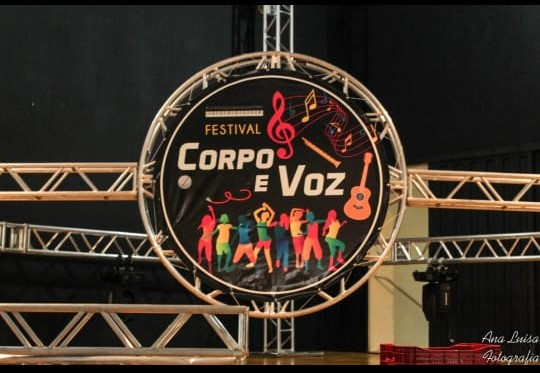 FESTIVAL
CORPO
E VOZ
Ana Luisa
Fotografia